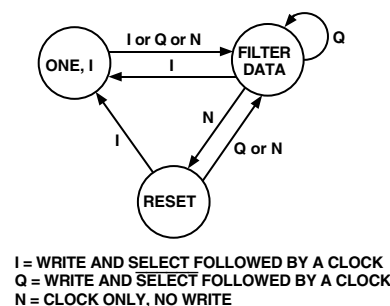 I or Q or N
Q
FILTER
DATA
ONE, I
I
N
Q or N
I
RESET
I = WRITE AND SELECT FOLLOWED BY A CLOCK
Q = WRITE AND S̅E̅L̅E̅C̅T̅ FOLLOWED BY A CLOCK
N = CLOCK ONLY, NO WRITE